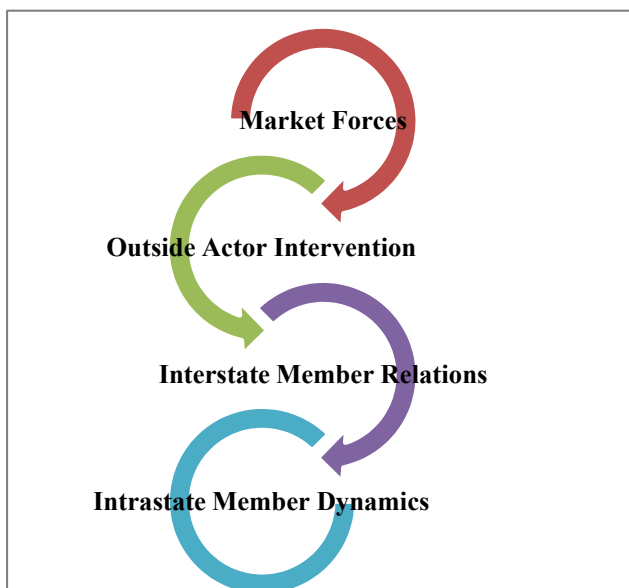 Market Forces
Outside Actor Intervention
Interstate Member Relations
Intrastate Member Dynamics